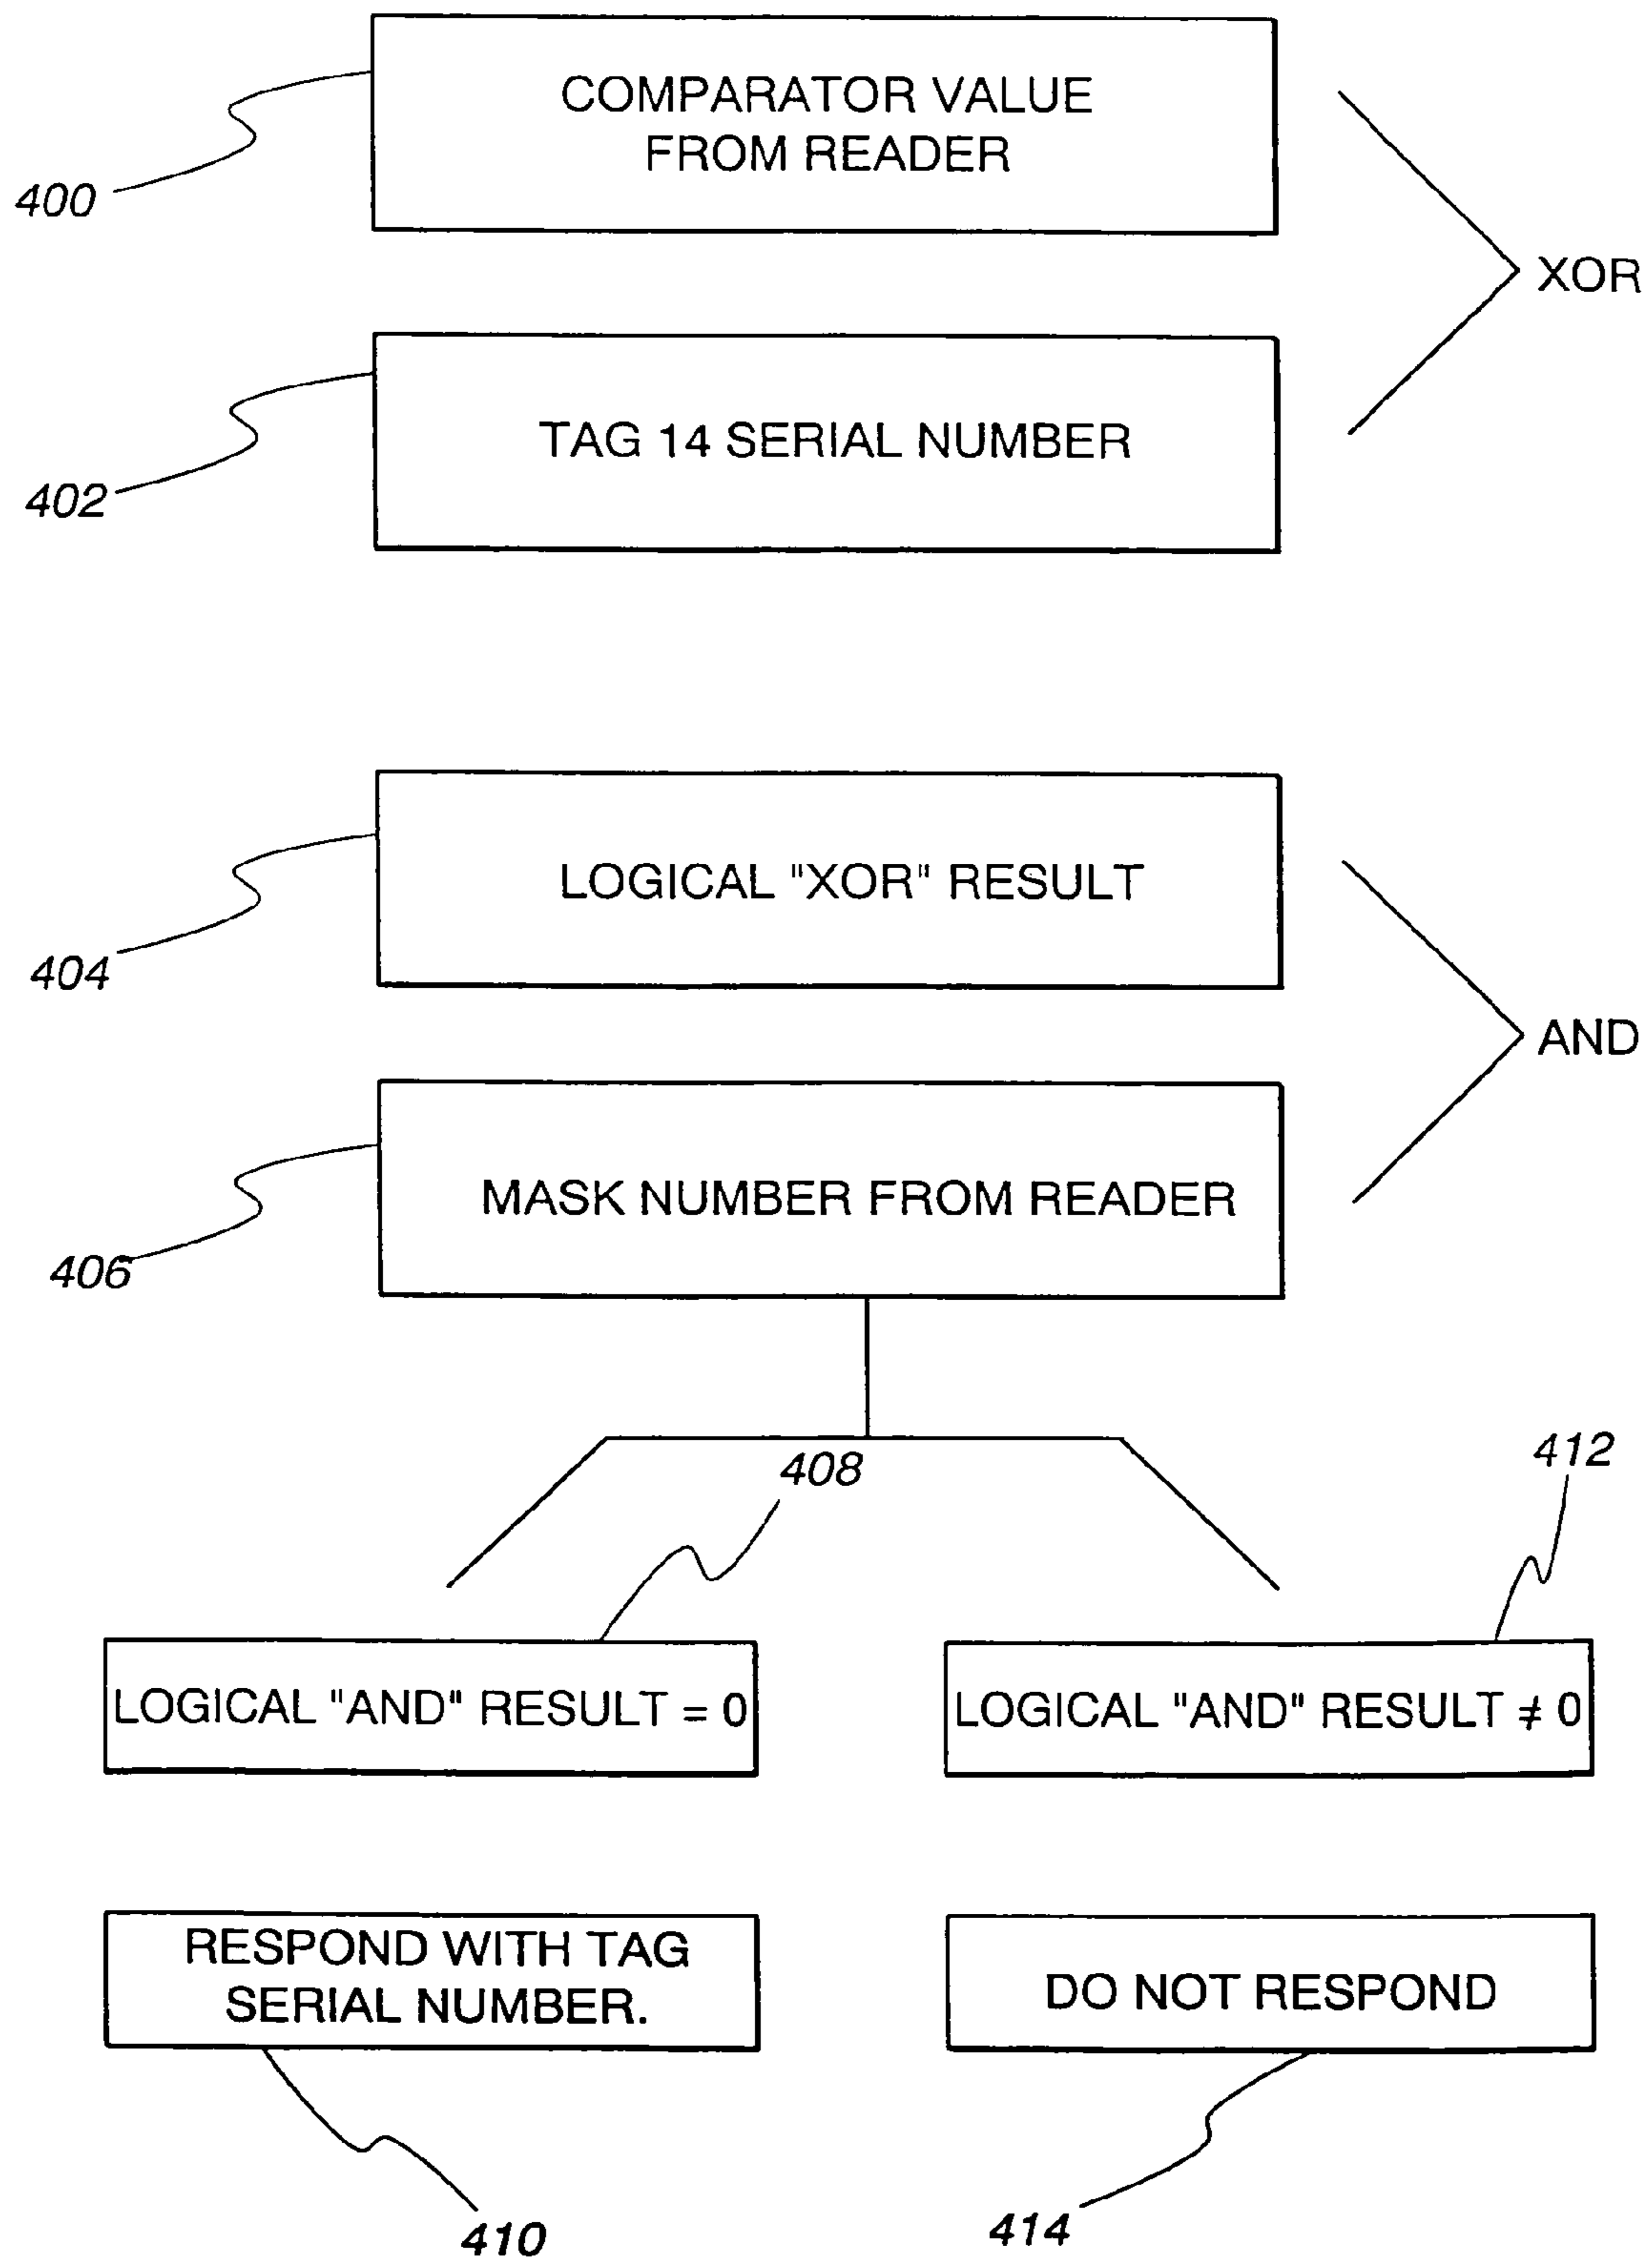 COMPARATOR VALUE
FROM READER
400
XOR
TAG 14 SERIAL NUMBER
402
LOGICAL "XOR" RESULT
404
AND
MASK NUMBER FROM READER
406
408
412
LOGICAL "AND" RESULT = 0
LOGICAL "AND" RESULT ≠ 0
RESPOND WITH TAG
SERIAL NUMBER.
DO NOT RESPOND
410
414